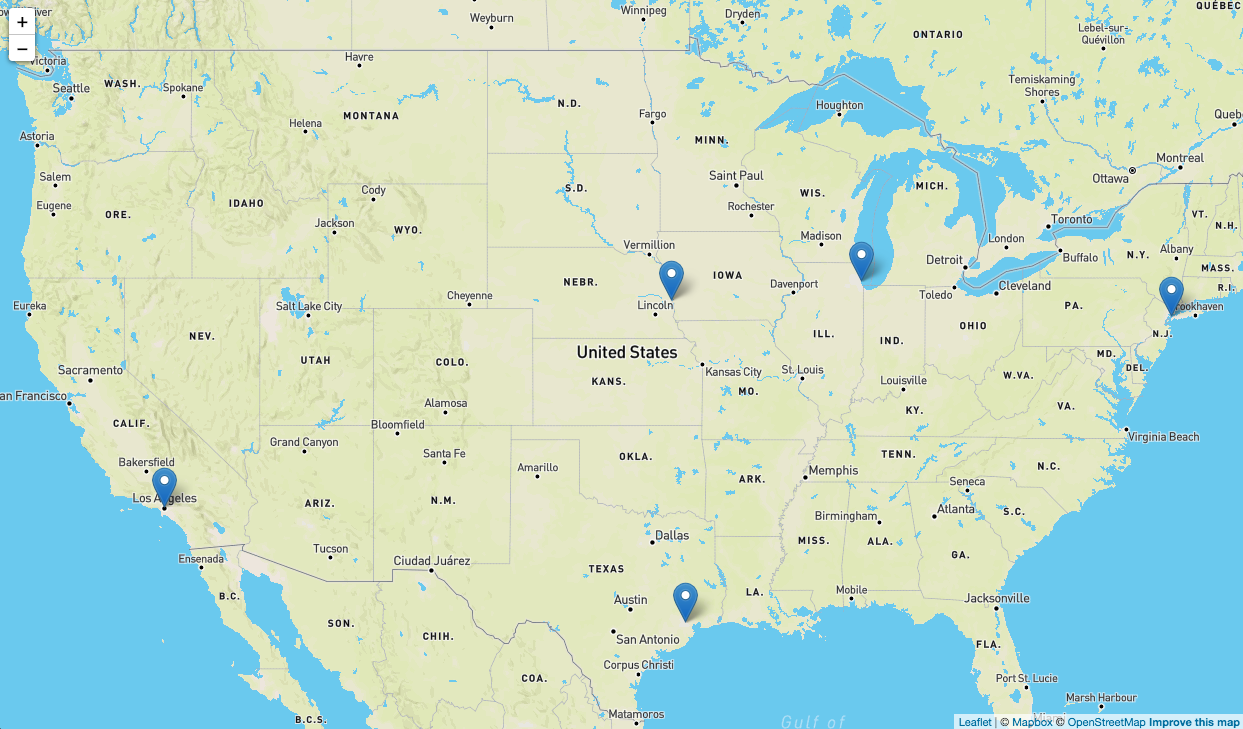 +
−
Weyburn
Winnipeg
Dryden
QUÉBEC
ONTARIO
Lebel-sur-
Quévillon
Victoria
Havre
WASH.
Spokane
Seattle
Temiskaming
Shores
N.D.
MONTANA
Houghton
Helena
Fargo
Astoria
MINN.
Montreal
Ottawa
Salem
Saint Paul
MICH.
Cody
S.D.
WIS.
IDAHO
Eugene
ORE.
Rochester
VT.
Jackson
Toronto
WYO.
N.H.
Madison
London
Vermillion
Albany
N.Y.
Buffalo
Detroit
MASS.
IOWA
NEBR.
Davenport
Cleveland
R.I.
Toledo
Cheyenne
Eureka
Salt Lake City
Lincoln
PA.
rookhaven
OHIO
NEV.
ILL.
IND.
N.J.
United States
MD.
UTAH
COLO.
DEL.
Sacramento
Kansas City
St. Louis
W.VA.
KANS.
Louisville
MO.
an Francisco
Alamosa
VA.
KY.
CALIF.
Bloomfield
Virginia Beach
Grand Canyon
TENN.
Santa Fe
OKLA.
Bakersfield
Amarillo
N.C.
Memphis
ARK.
Seneca
Los Angeles
N.M.
ARIZ.
Atlanta
S.C.
Birmingham
Dallas
MISS.
ALA.
Tucson
GA.
Ensenada
Ciudad Juárez
TEXAS
B.C.
LA.
Mobile
Austin
Jacksonville
SON.
CHIH.
San Antonio
FLA.
Corpus Christi
COA.
Port St. Lucie
Marsh Harbour
B.C.S.
Matamoros
Gulf of
Leaflet | © Mapbox © OpenStreetMap Improve this map